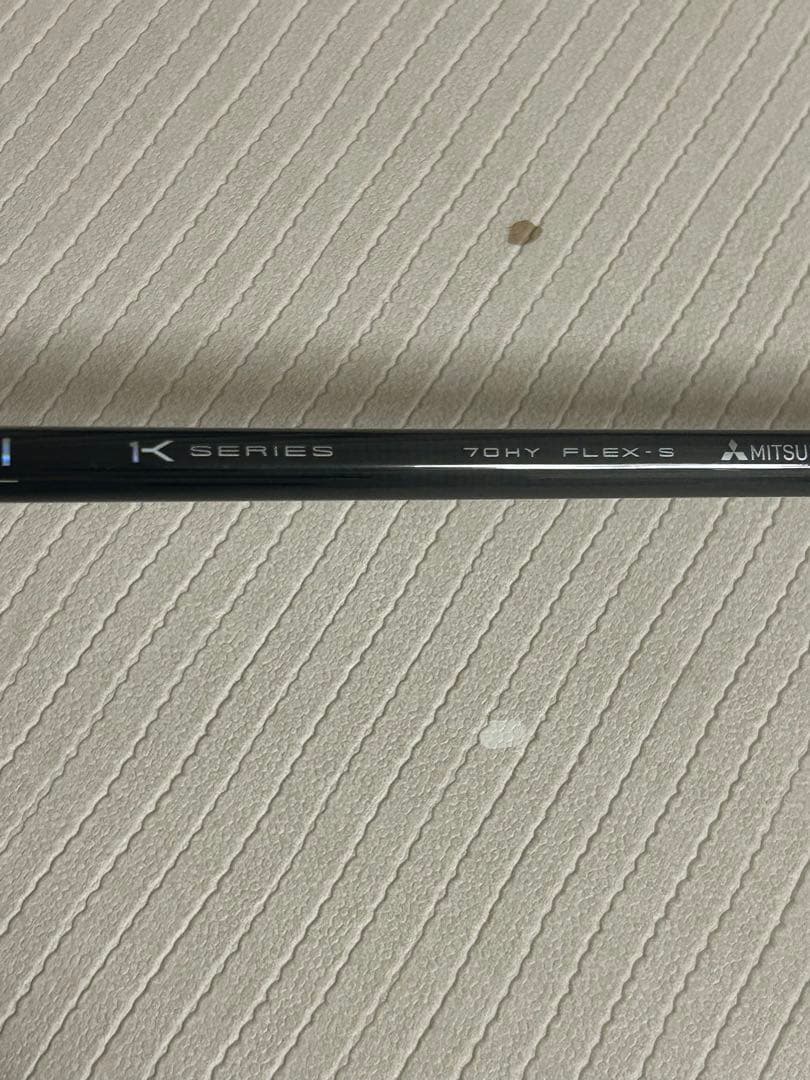 1K SERIES 70HY FLEX-S MITSU